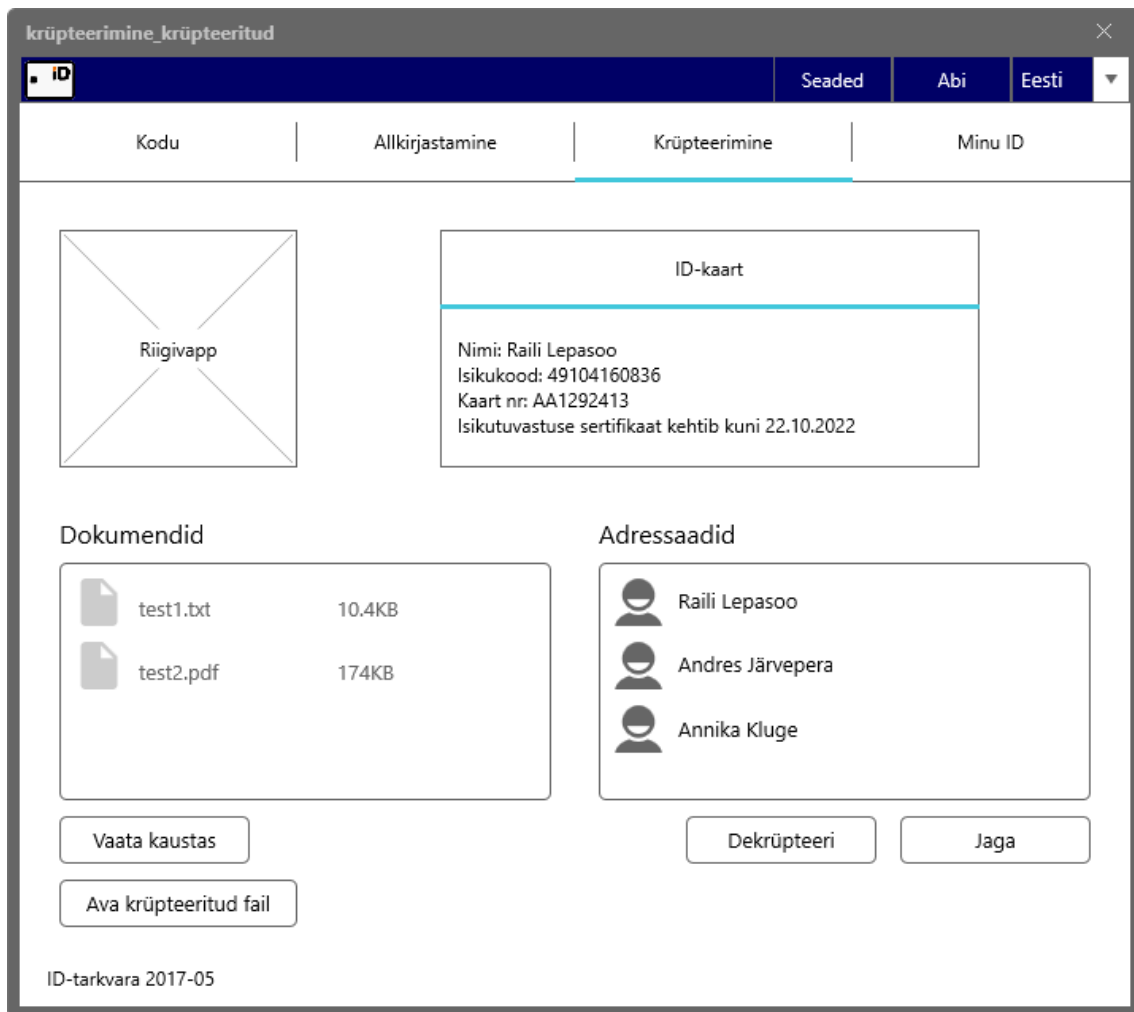 krüpteerimine_krüpteeritud
iD
Seaded
Abi
Eesti
Kodu
Allkirjastamine
Krüpteerimine
Minu ID
Riigivapp
ID-kaart
Nimi: Raili Lepasoo
Isikukood: 49104160836
Kaart nr: AA1292413
Isikutuvastuse sertifikaat kehtib kuni 22.10.2022
Dokumendid
test1.txt 10.4KB
test2.pdf 174KB
Adressaadid
Raili Lepasoo
Andres Järvepera
Annika Kluge
Vaata kaustas
Dekrüpteeri
Jaga
Ava krüpteeritud fail
ID-tarkvara 2017-05